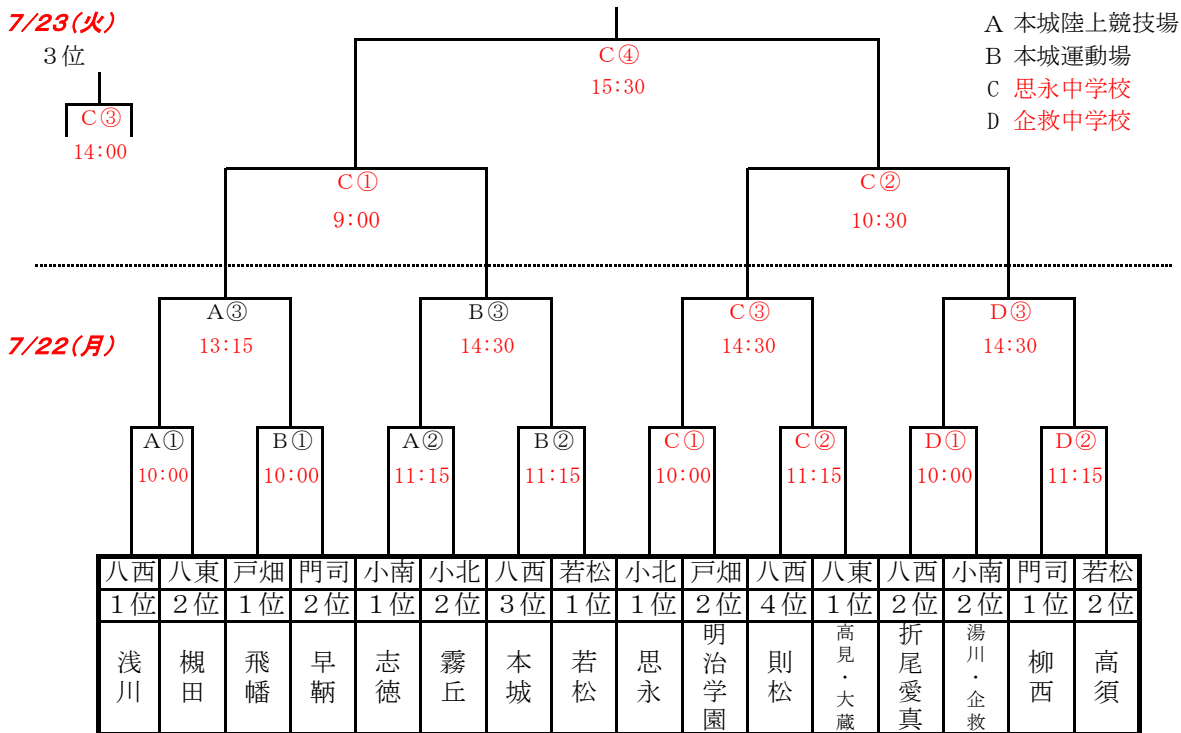 7/23(火)
3位
C③
14:00
C④
15:30
A 本城陸上競技場
B 本城運動場
C 思永中学校
D 企救中学校
C①
9:00
C②
10:30
7/22(月)
A③
13:15
B③
14:30
C③
14:30
D③
14:30
A①
10:00
B①
10:00
A②
11:15
B②
11:15
C①
10:00
C②
11:15
D①
10:00
D②
11:15
八西 八東 戸畑 門司 小南 小北 八西 若松 小北 戸畑 八西 八東 八西 小南 門司 若松
1位 2位 1位 2位 1位 2位 3位 1位 1位 2位 4位 1位 2位 2位 1位 2位
浅川
槻田
飛幡
早鞆
志徳
霧丘
本城
若松
思永
明治学園
則松
高見・大蔵
折尾愛真
湯川・企救
柳西
高須